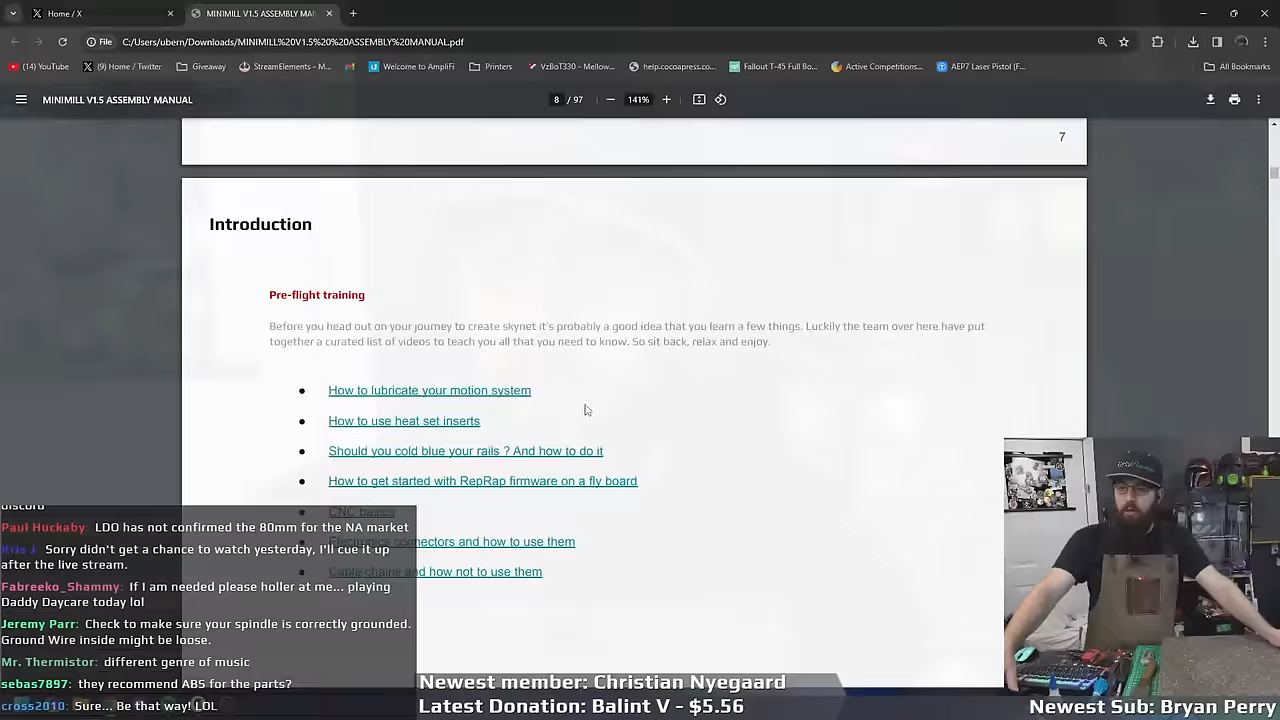 Home / X
MINIMILL V1.5 ASSEMBLY MAN
File
C:/Users/ubern/Downloads/MINIMILL%20V1.5%20%20ASSEMBLY%20MANUAL.pdf
(14) YouTube
(9) Home / Twitter
Giveaway
StreamElements - M...
Welcome to AmpliFi
Printers
VzBoT330 - Mellow...
help.cocoapress.co...
Fallout T-45 Full Bo...
Active Competitions...
AEP7 Laser Pistol (F...
All Bookmarks
MINIMILL V1.5 ASSEMBLY MANUAL
8 / 97
141%
7
Introduction
Pre-flight training
Before you head out on your journey to create skynet it's probably a good idea that you learn a few things. Luckily the team over here have put
together a curated list of videos to teach you all that you need to know. So sit back, relax and enjoy.
How to lubricate your motion system
How to use heat set inserts
Should you cold blue your rails ? And how to do it
How to get started with RepRap firmware on a fly board
CNC basics
Electronics connectors and how to use them
Cable chains and how not to use them
discord
Paul Huckaby: LDO has not confirmed the 80mm for the NA market
Kris J: Sorry didn't get a chance to watch yesterday, I'll cue it up
after the live stream.
Fabreeko_Shammy: If I am needed please holler at me... playing
Daddy Daycare today lol
Jeremy Parr: Check to make sure your spindle is correctly grounded.
Ground Wire inside might be loose.
Mr. Thermistor: different genre of music
sebas7897: they recommend ABS for the parts?
cross2010: Sure... Be that way! LOL
Newest member: Christian Nyegaard
Latest Donation: Balint V - $5.56
Newest Sub: Bryan Perry